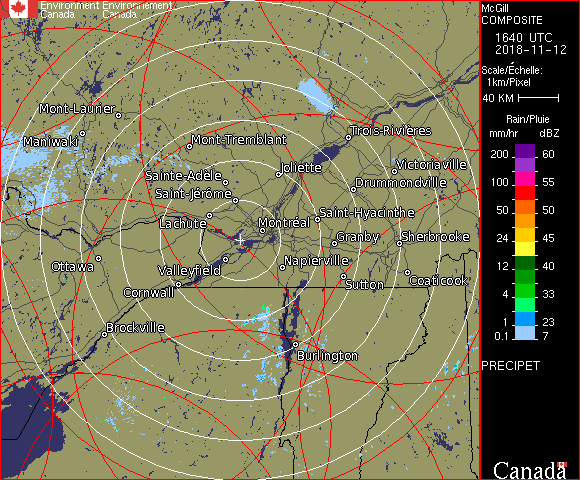 Environment Environnement
Canada Canada
McGill
COMPOSITE
1640 UTC
2018-11-12
Scale/Échelle:
1km/Pixel
40 KM
Rain/Pluie
mm/hr dBZ
200 60
100 55
50 50
24 45
12 40
4 33
1 23
0.1 7
PRECIPET
Canada
Mont-Laurier
Maniwaki
Mont-Tremblant
Trois-Rivières
Joliette
Victoriaville
Sainte-Adèle
Drummondville
Saint-Jérôme
Lachute
Montréal
Saint-Hyacinthe
Granby
Sherbrooke
Ottawa
Valleyfield
Napierville
Cornwall
Sutton
Coaticook
Brockville
Burlington